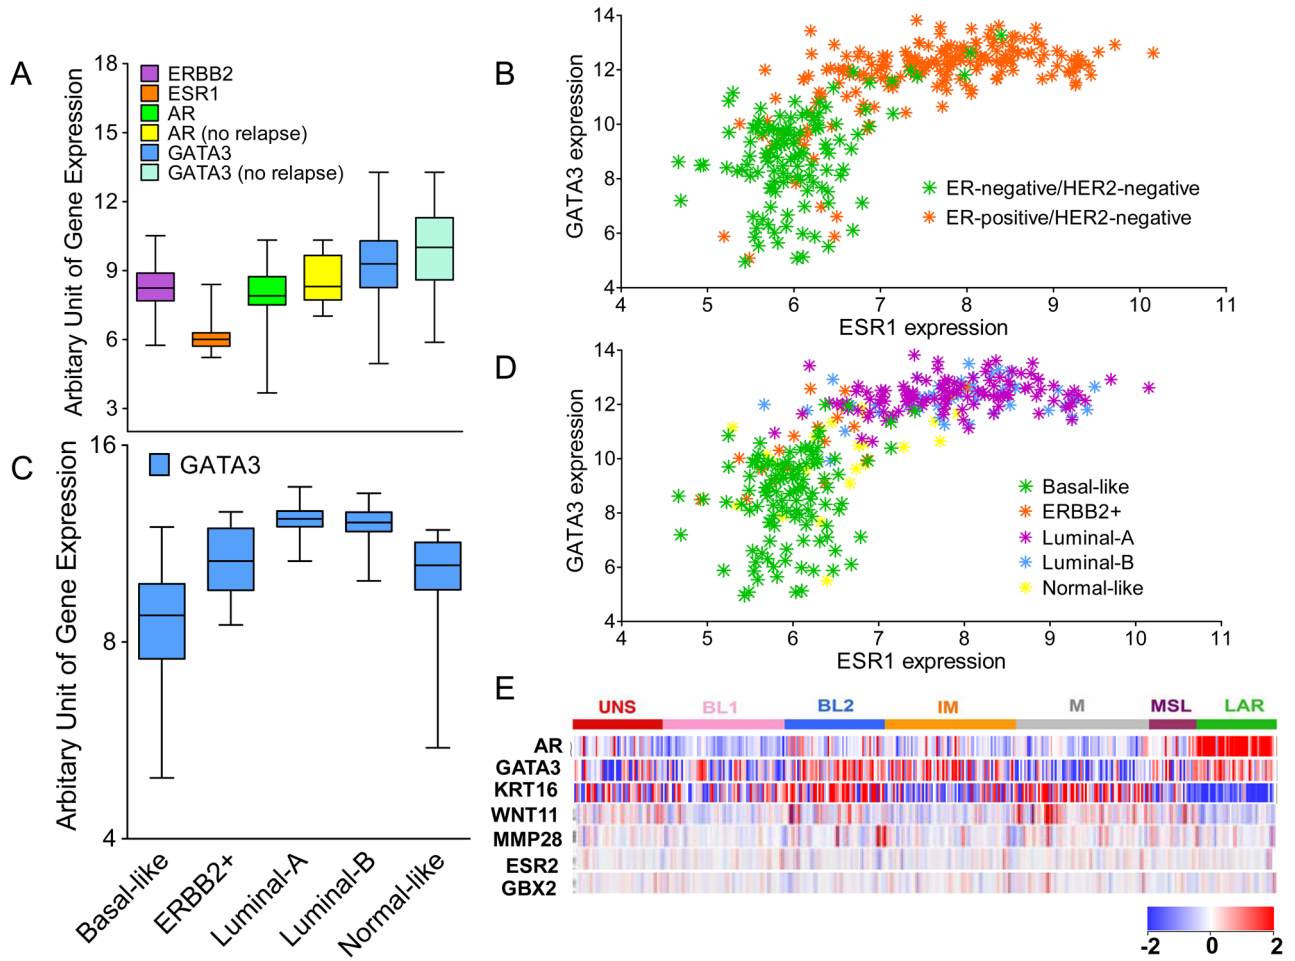 A
Arbitary Unit of Gene Expression
18
15
12
9
6
3
ERBB2
ESR1
AR
AR (no relapse)
GATA3
GATA3 (no relapse)
B
GATA3 expression
14
12
10
8
6
4
ER-negative/HER2-negative
ER-positive/HER2-negative
4 5 6 7 8 9 10 11
ESR1 expression
C
Arbitary Unit of Gene Expression
16
8
4
GATA3
Basal-like
ERBB2+
Luminal-A
Luminal-B
Normal-like
D
GATA3 expression
14
12
10
8
6
4
Basal-like
ERBB2+
Luminal-A
Luminal-B
Normal-like
4 5 6 7 8 9 10 11
ESR1 expression
E
UNS BL1 BL2 IM M MSL LAR
AR
GATA3
KRT16
WNT11
MMP28
ESR2
GBX2
-2 0 2